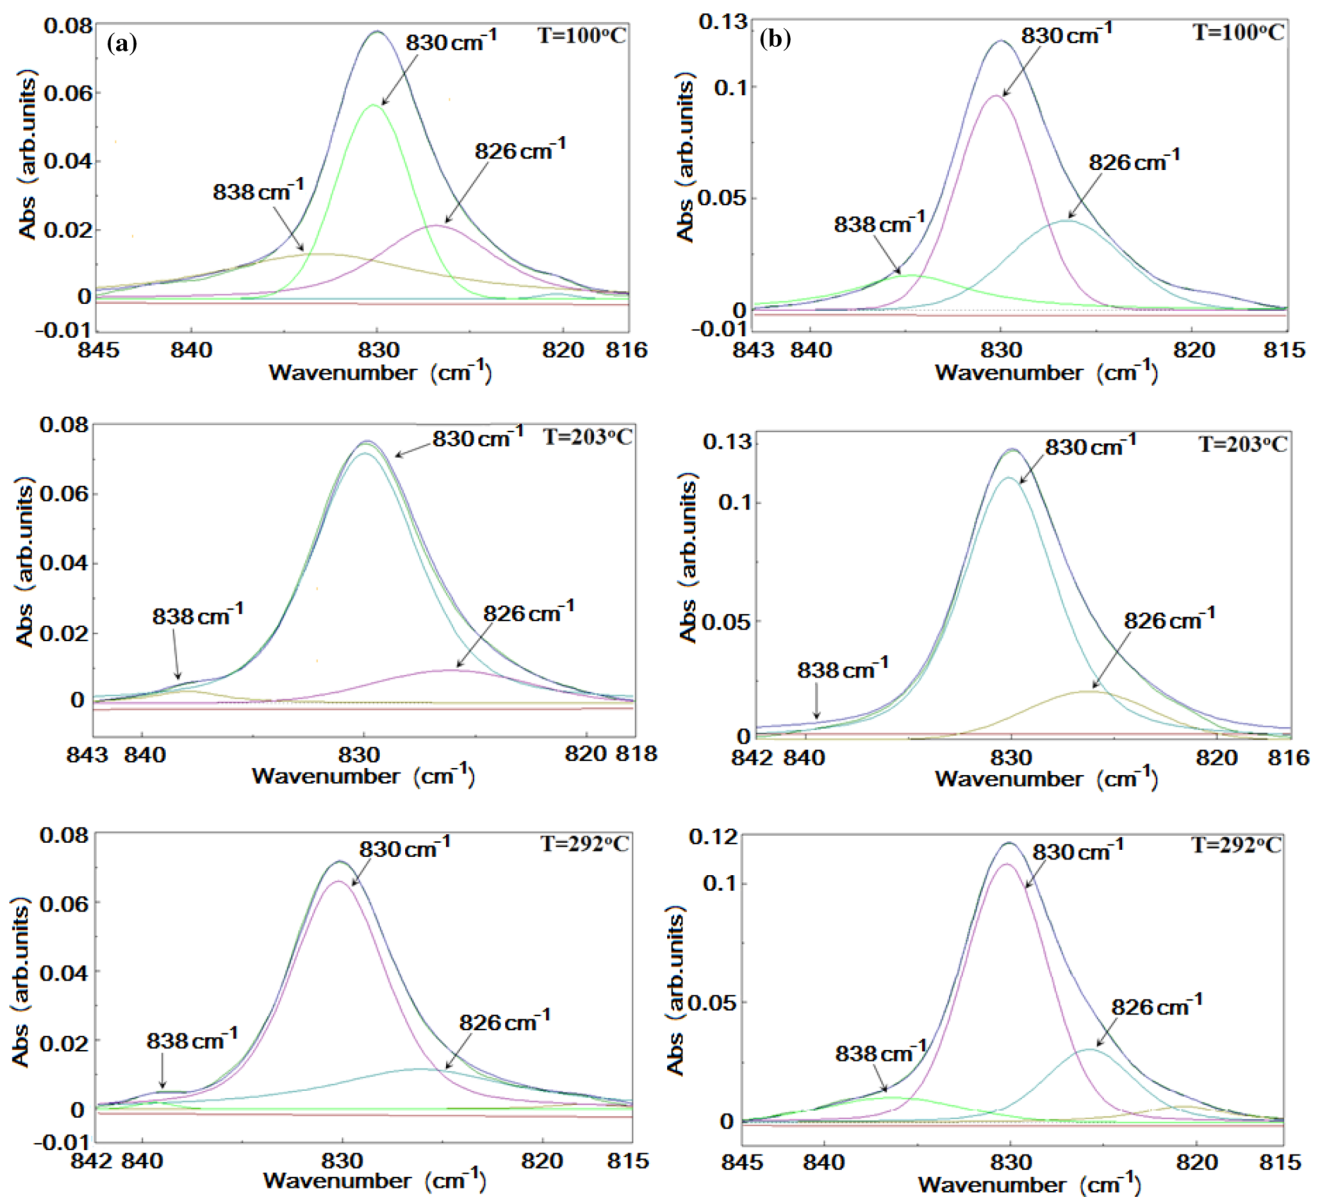 (a)
T=100°C
0.08
0.06
0.04
0.02
0
-0.01
Abs (arb.units)
830 cm⁻¹
826 cm⁻¹
838 cm⁻¹
845 840 830 820 816
Wavenumber (cm⁻¹)
(b)
T=100°C
0.13
0.1
0.05
0
-0.01
Abs (arb.units)
830 cm⁻¹
826 cm⁻¹
838 cm⁻¹
843 840 830 820 815
Wavenumber (cm⁻¹)
T=203°C
0.08
0.06
0.04
0.02
0
Abs (arb.units)
830 cm⁻¹
838 cm⁻¹
826 cm⁻¹
843 840 830 820 818
Wavenumber (cm⁻¹)
T=203°C
0.13
0.1
0.05
0
Abs (arb.units)
830 cm⁻¹
826 cm⁻¹
838 cm⁻¹
842 840 830 820 816
Wavenumber (cm⁻¹)
T=292°C
0.08
0.06
0.04
0.02
0
-0.01
Abs (arb.units)
830 cm⁻¹
826 cm⁻¹
838 cm⁻¹
842 840 830 820 815
Wavenumber (cm⁻¹)
T=292°C
0.12
0.1
0.05
0
Abs (arb.units)
830 cm⁻¹
826 cm⁻¹
838 cm⁻¹
845 840 830 820 815
Wavenumber (cm⁻¹)